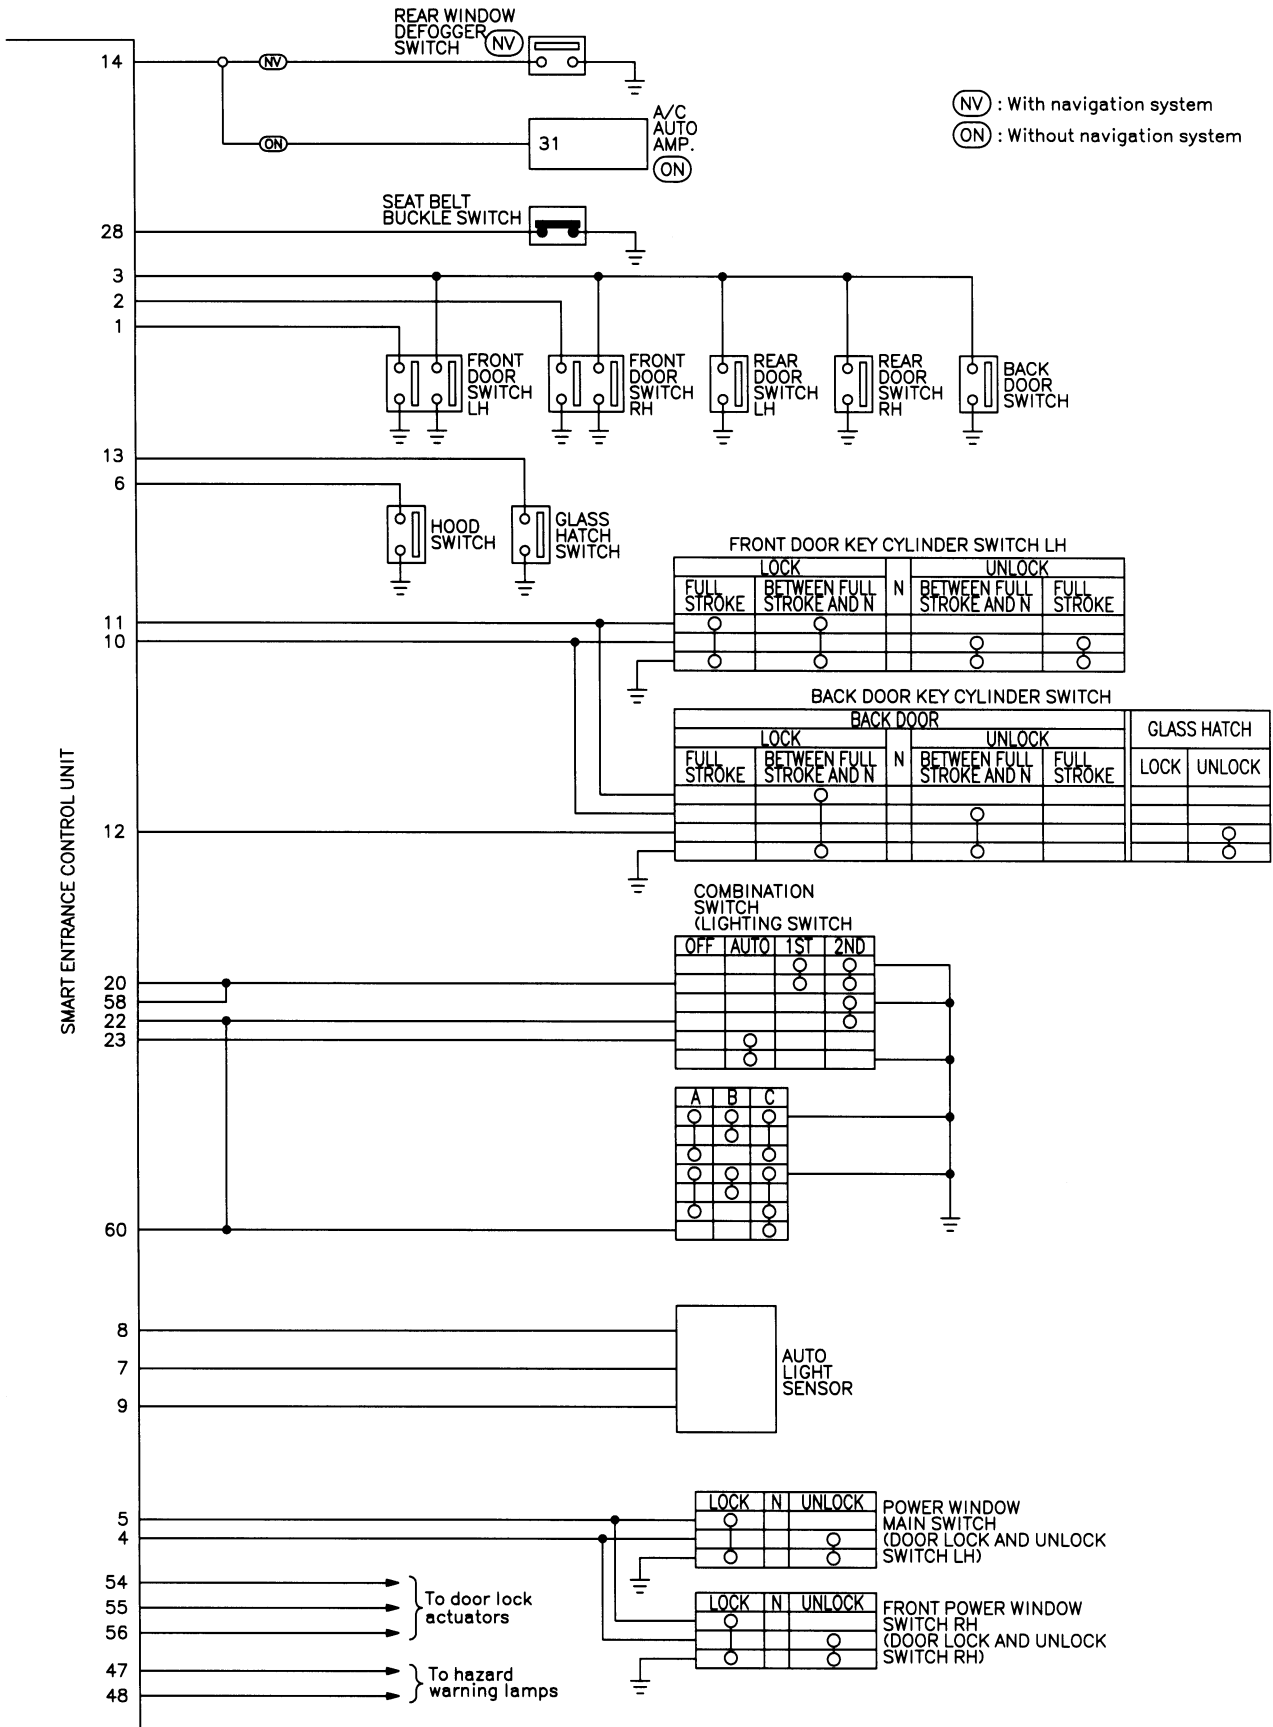 REAR WINDOW
DEFOGGER
SWITCH
NV
14
NV
ON
31
A/C
AUTO
AMP.
ON
NV : With navigation system
ON : Without navigation system
SEAT BELT
BUCKLE SWITCH
28
3
2
1
FRONT
DOOR
SWITCH
LH
FRONT
DOOR
SWITCH
RH
REAR
DOOR
SWITCH
LH
REAR
DOOR
SWITCH
RH
BACK
DOOR
SWITCH
13
6
HOOD
SWITCH
GLASS
HATCH
SWITCH
FRONT DOOR KEY CYLINDER SWITCH LH
LOCK N UNLOCK
FULL BETWEEN FULL BETWEEN FULL FULL
STROKE STROKE AND N STROKE AND N STROKE
11
10
BACK DOOR KEY CYLINDER SWITCH
BACK DOOR GLASS HATCH
LOCK N UNLOCK
FULL BETWEEN FULL BETWEEN FULL FULL LOCK UNLOCK
STROKE STROKE AND N STROKE AND N STROKE
12
SMART ENTRANCE CONTROL UNIT
COMBINATION
SWITCH
(LIGHTING SWITCH
OFF AUTO 1ST 2ND
20
58
22
23
A B C
60
8
7
9
AUTO
LIGHT
SENSOR
5
4
LOCK N UNLOCK
POWER WINDOW
MAIN SWITCH
(DOOR LOCK AND UNLOCK
SWITCH LH)
54
55
56
To door lock
actuators
LOCK N UNLOCK
FRONT POWER WINDOW
SWITCH RH
(DOOR LOCK AND UNLOCK
SWITCH RH)
47
48
To hazard
warning lamps